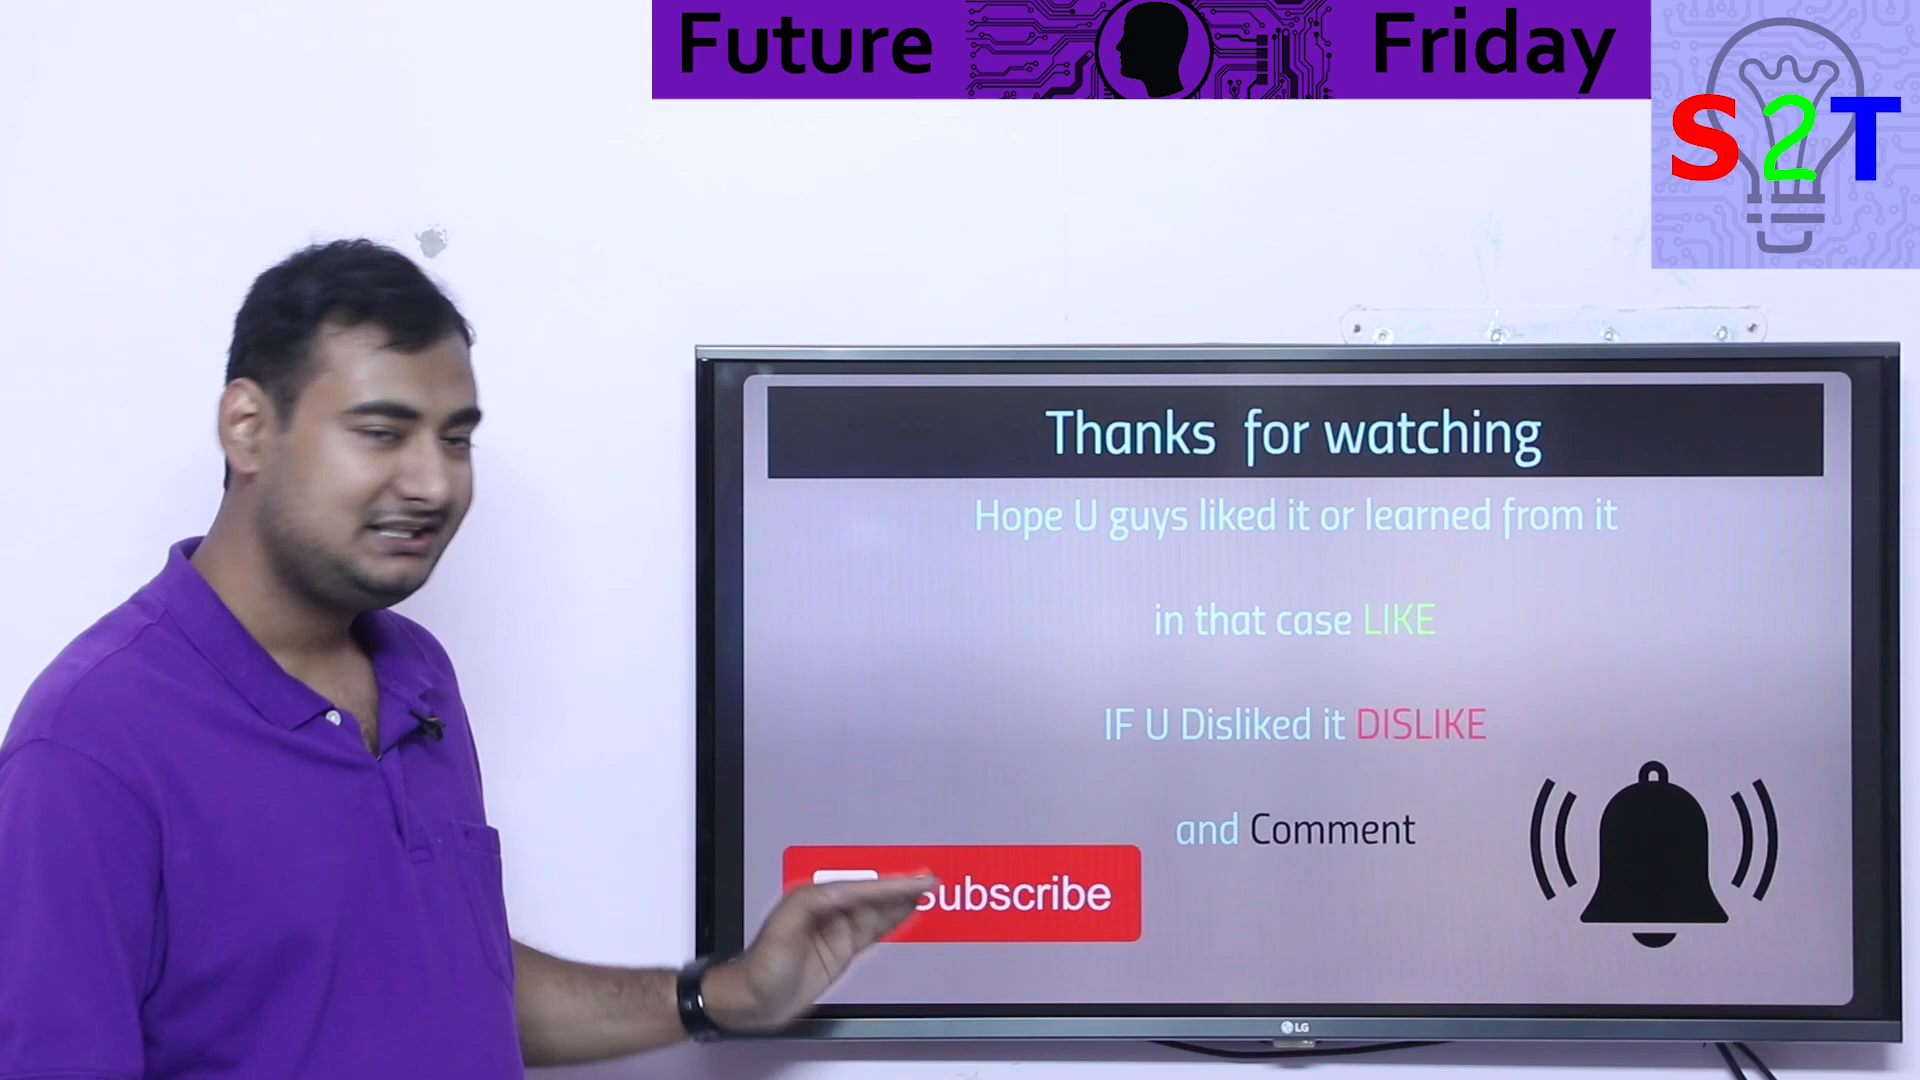 Future Friday
S2T
Thanks for watching
Hope U guys liked it or learned from it
in that case LIKE
IF U Disliked it DISLIKE
and Comment
Subscribe
LG